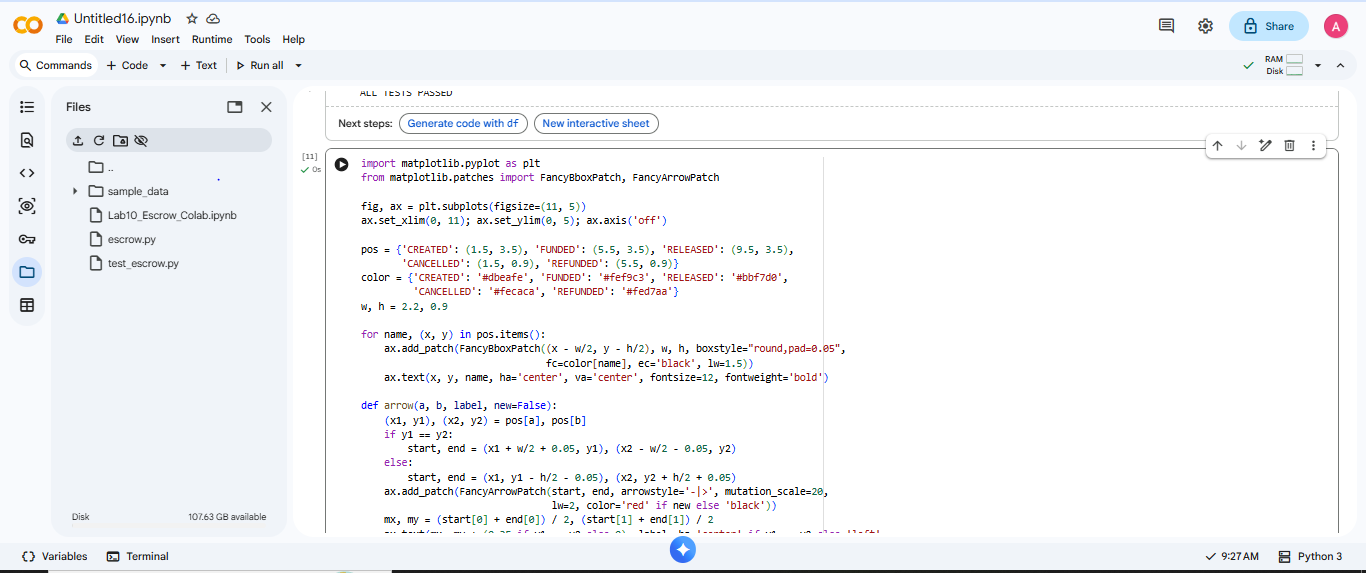 Untitled16.ipynb
File Edit View Insert Runtime Tools Help
Share
A
Commands + Code + Text Run all
RAM
Disk
Files
..
sample_data
Lab10_Escrow_Colab.ipynb
escrow.py
test_escrow.py
Disk 107.63 GB available
ALL TESTS PASSED
Next steps: Generate code with df New interactive sheet
[11]
0s
import matplotlib.pyplot as plt
from matplotlib.patches import FancyBboxPatch, FancyArrowPatch
fig, ax = plt.subplots(figsize=(11, 5))
ax.set_xlim(0, 11); ax.set_ylim(0, 5); ax.axis('off')
pos = {'CREATED': (1.5, 3.5), 'FUNDED': (5.5, 3.5), 'RELEASED': (9.5, 3.5),
'CANCELLED': (1.5, 0.9), 'REFUNDED': (5.5, 0.9)}
color = {'CREATED': '#dbeafe', 'FUNDED': '#fef9c3', 'RELEASED': '#bbf7d0',
'CANCELLED': '#fecaca', 'REFUNDED': '#fed7aa'}
w, h = 2.2, 0.9
for name, (x, y) in pos.items():
ax.add_patch(FancyBboxPatch((x - w/2, y - h/2), w, h, boxstyle="round,pad=0.05",
fc=color[name], ec='black', lw=1.5))
ax.text(x, y, name, ha='center', va='center', fontsize=12, fontweight='bold')
def arrow(a, b, label, new=False):
(x1, y1), (x2, y2) = pos[a], pos[b]
if y1 == y2:
start, end = (x1 + w/2 + 0.05, y1), (x2 - w/2 - 0.05, y2)
else:
start, end = (x1, y1 - h/2 - 0.05), (x2, y2 + h/2 + 0.05)
ax.add_patch(FancyArrowPatch(start, end, arrowstyle='-|>', mutation_scale=20,
lw=2, color='red' if new else 'black'))
mx, my = (start[0] + end[0]) / 2, (start[1] + end[1]) / 2
Variables Terminal
9:27 AM Python 3